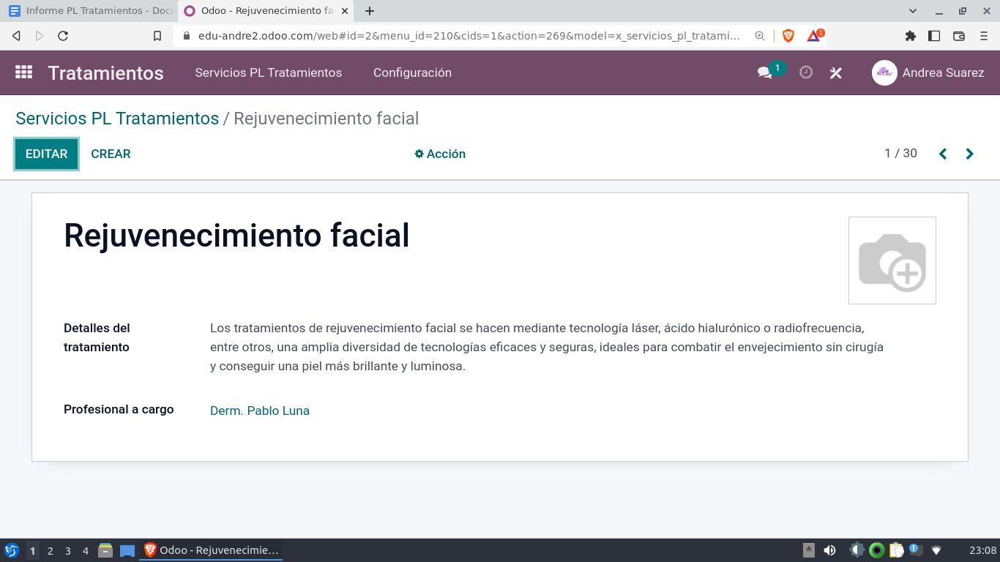 Informe PL Tratamientos - Docu
Odoo - Rejuvenecimiento fa
edu-andre2.odoo.com/web#id=2&menu_id=210&cids=1&action=269&model=x_servicios_pl_tratami...
1
Tratamientos
Servicios PL Tratamientos
Configuración
1
Andrea Suarez
Servicios PL Tratamientos / Rejuvenecimiento facial
EDITAR
CREAR
Acción
1 / 30
Rejuvenecimiento facial
Detalles del
tratamiento
Los tratamientos de rejuvenecimiento facial se hacen mediante tecnología láser, ácido hialurónico o radiofrecuencia,
entre otros, una amplia diversidad de tecnologías eficaces y seguras, ideales para combatir el envejecimiento sin cirugía
y conseguir una piel más brillante y luminosa.
Profesional a cargo
Derm. Pablo Luna
1 2 3 4
Odoo - Rejuvenecimie...
23:08